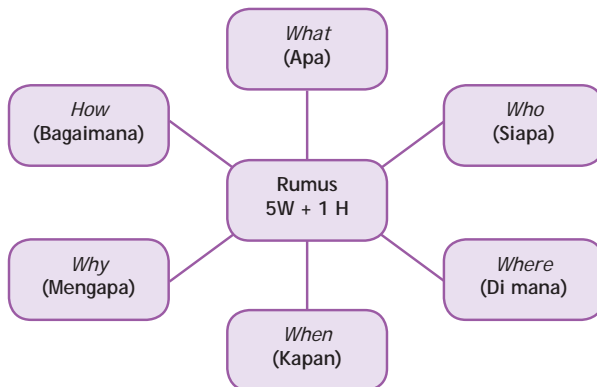 What
(Apa)
How
(Bagaimana)
Who
(Siapa)
Rumus
5W + 1 H
Why
(Mengapa)
Where
(Di mana)
When
(Kapan)